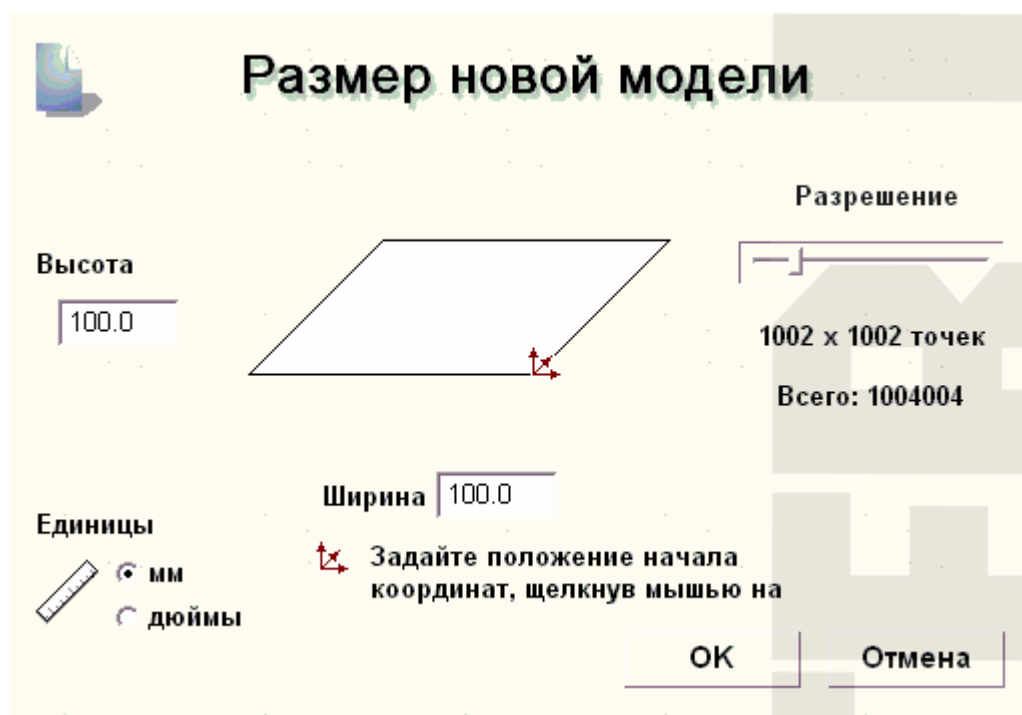 Размер новой модели
Разрешение
Высота
100.0
1002 x 1002 точек
Всего: 1004004
Ширина 100.0
Единицы
мм
дюймы
Задайте положение начала
координат, щелкнув мышью на
OK
Отмена